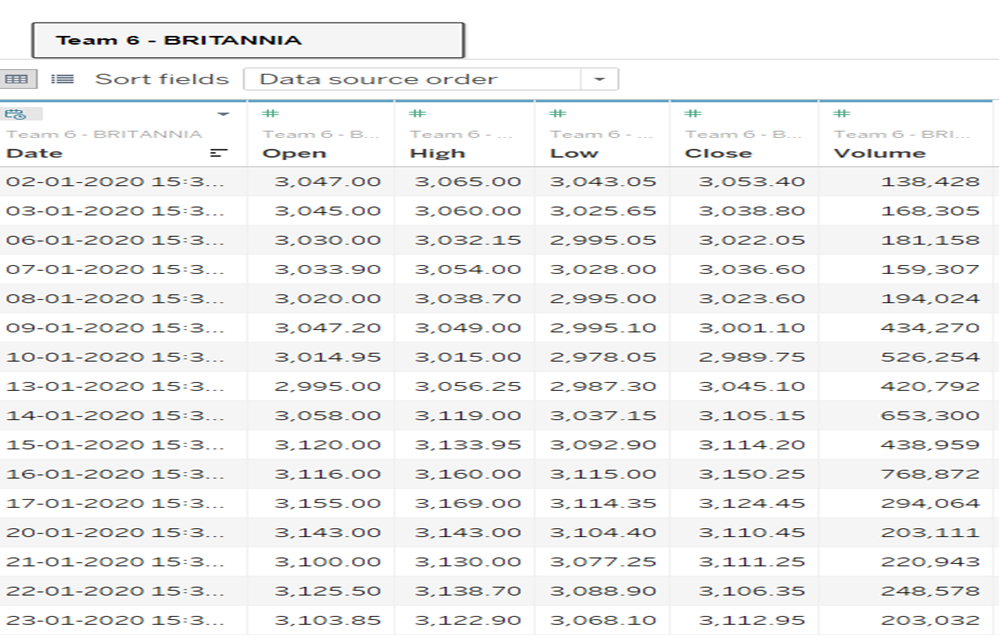 Team 6 - BRITANNIA
Sort fields Data source order
# # # # #
Team 6 - BRITANNIA Team 6 - B... Team 6 - ... Team 6 - ... Team 6 - B... Team 6 - BRI...
Date Open High Low Close Volume
02-01-2020 15:3... 3,047.00 3,065.00 3,043.05 3,053.40 138,428
03-01-2020 15:3... 3,045.00 3,060.00 3,025.65 3,038.80 168,305
06-01-2020 15:3... 3,030.00 3,032.15 2,995.05 3,022.05 181,158
07-01-2020 15:3... 3,033.90 3,054.00 3,028.00 3,036.60 159,307
08-01-2020 15:3... 3,020.00 3,038.70 2,995.00 3,023.60 194,024
09-01-2020 15:3... 3,047.20 3,049.00 2,995.10 3,001.10 434,270
10-01-2020 15:3... 3,014.95 3,015.00 2,978.05 2,989.75 526,254
13-01-2020 15:3... 2,995.00 3,056.25 2,987.30 3,045.10 420,792
14-01-2020 15:3... 3,058.00 3,119.00 3,037.15 3,105.15 653,300
15-01-2020 15:3... 3,120.00 3,133.95 3,092.90 3,114.20 438,959
16-01-2020 15:3... 3,116.00 3,160.00 3,115.00 3,150.25 768,872
17-01-2020 15:3... 3,155.00 3,169.00 3,114.35 3,124.45 294,064
20-01-2020 15:3... 3,143.00 3,143.00 3,104.40 3,110.45 203,111
21-01-2020 15:3... 3,100.00 3,130.00 3,077.25 3,111.25 220,943
22-01-2020 15:3... 3,125.50 3,138.70 3,088.90 3,106.35 248,578
23-01-2020 15:3... 3,103.85 3,122.90 3,068.10 3,112.95 203,032